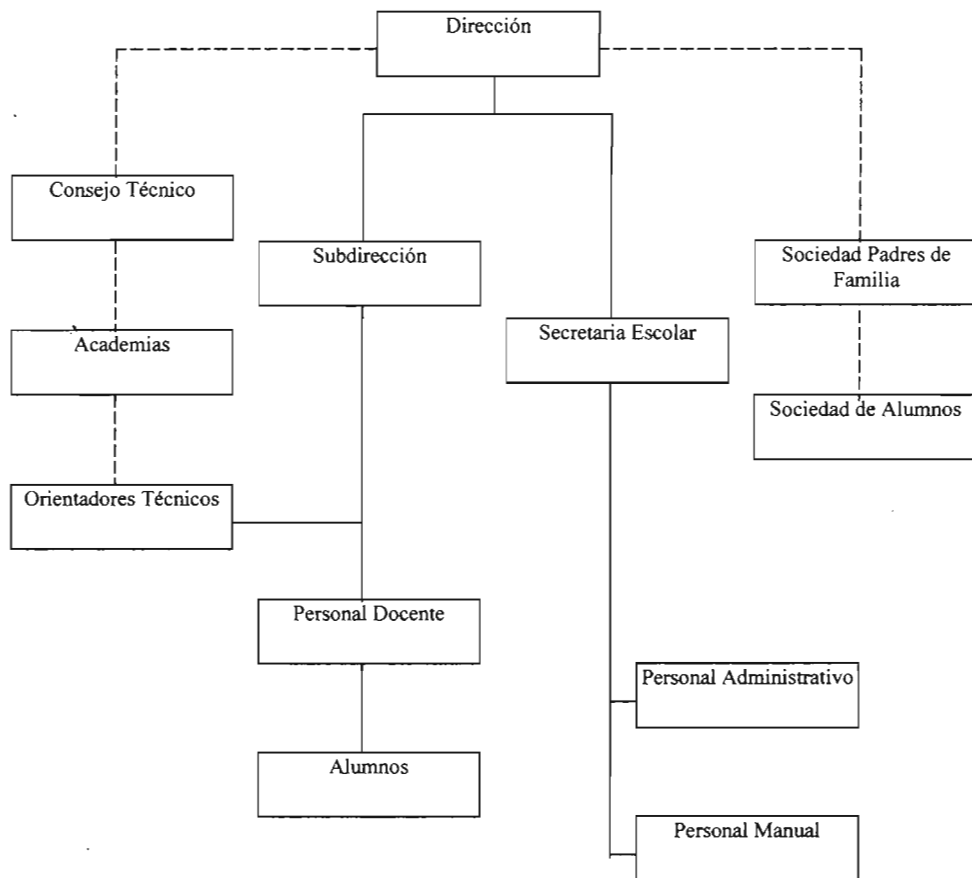 Dirección
Consejo Técnico
Subdirección
Sociedad Padres de
Familia
Secretaria Escolar
Academias
Sociedad de Alumnos
Orientadores Técnicos
Personal Docente
Personal Administrativo
Alumnos
Personal Manual